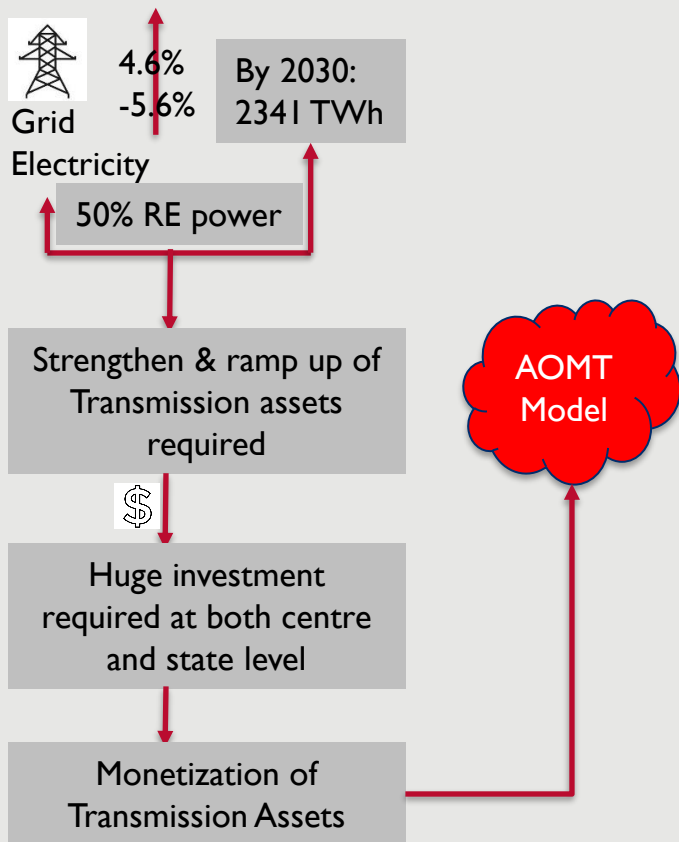 4.6%
-5.6%
Grid
Electricity
By 2030:
2341 TWh
50% RE power
Strengthen & ramp up of
Transmission assets
required
$
Huge investment
required at both centre
and state level
Monetization of
Transmission Assets
AOMT
Model